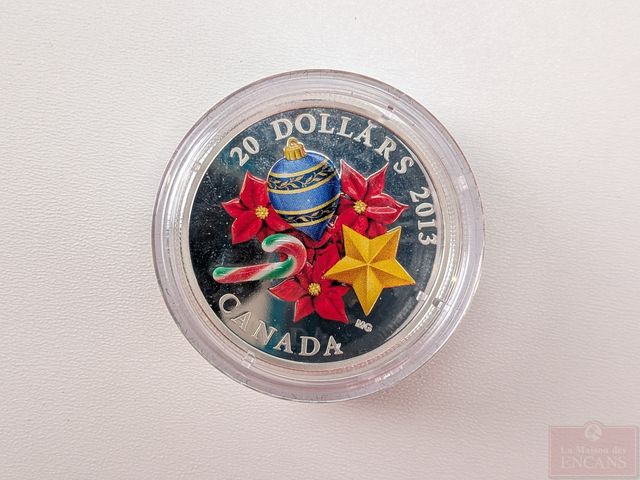 20 DOLLARS 2013
CANADA
MG
La Maison des
ENCANS